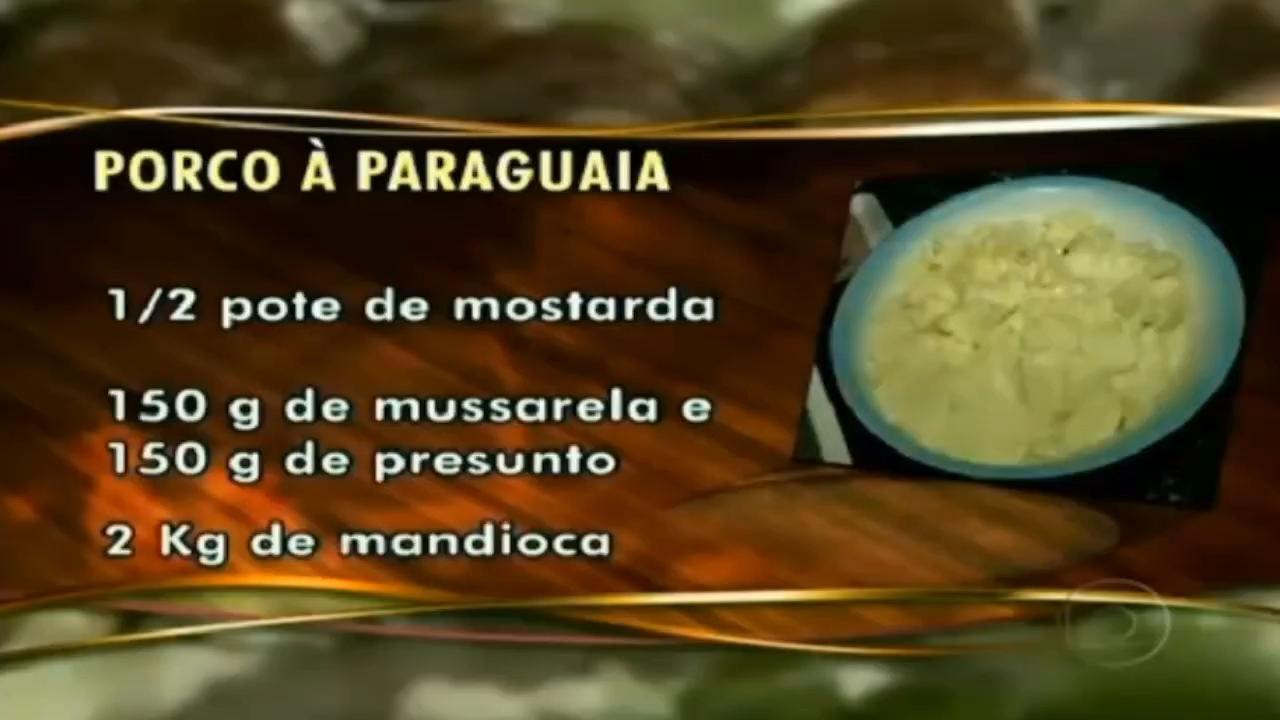 PORCO À PARAGUAIA
1/2 pote de mostarda
150 g de mussarela e
150 g de presunto
2 Kg de mandioca